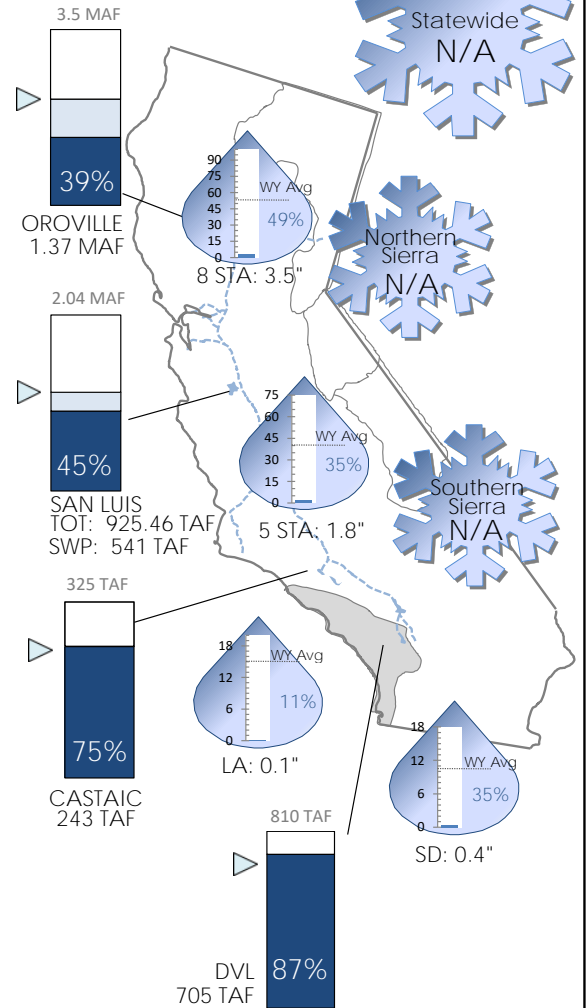 3.5 MAF
39%
OROVILLE
1.37 MAF
Statewide
N/A
90
75
60
45
30
15
0
WY Avg
49%
8 STA: 3.5"
Northern
Sierra
N/A
2.04 MAF
45%
SAN LUIS
TOT: 925.46 TAF
SWP: 541 TAF
75
60
45
30
15
0
WY Avg
35%
5 STA: 1.8"
Southern
Sierra
N/A
325 TAF
75%
CASTAIC
243 TAF
18
12
6
0
WY Avg
11%
LA: 0.1"
18
12
6
0
WY Avg
35%
SD: 0.4"
810 TAF
87%
DVL
705 TAF